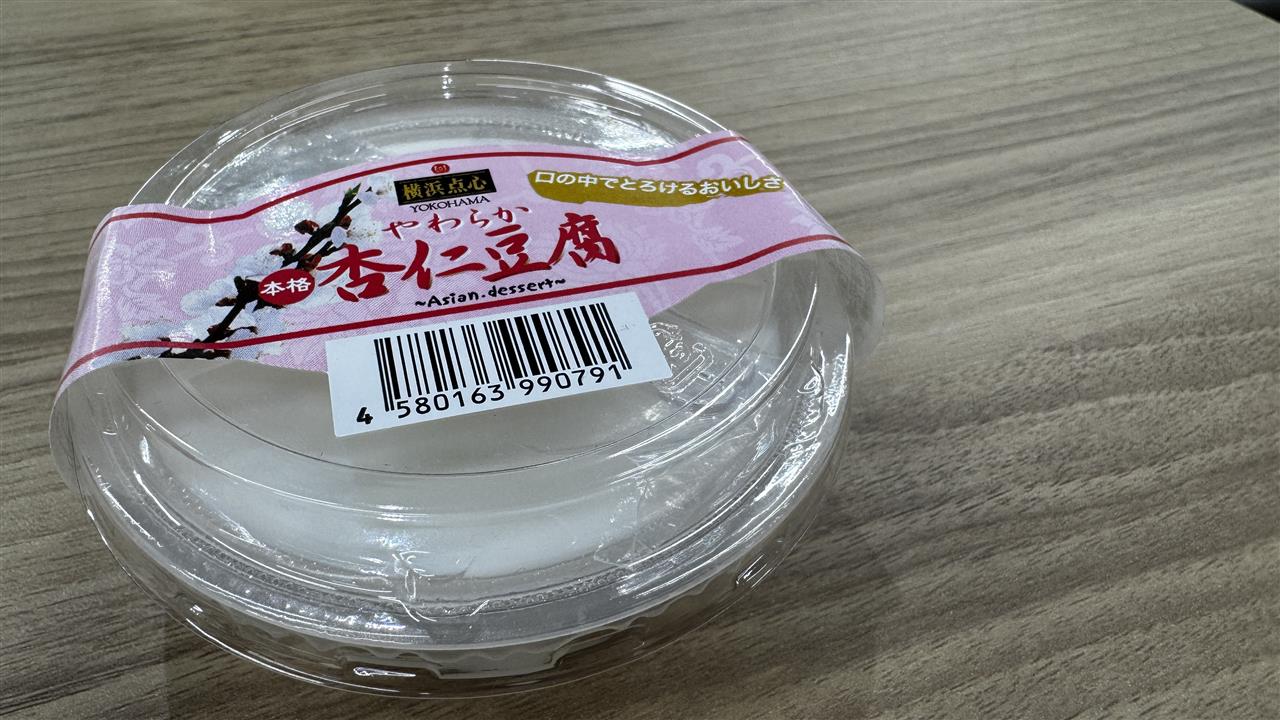 横浜点心
YOKOHAMA
口の中でとろけるおいしさ
やわらか
本格
杏仁豆腐
~Asian.dessert~
4 580163 990791